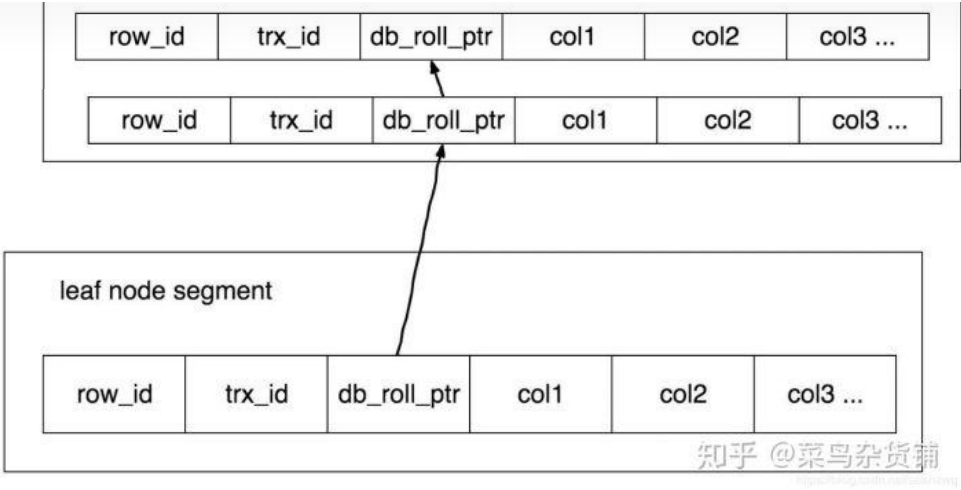 row_id trx_id db_roll_ptr col1 col2 col3 ...
row_id trx_id db_roll_ptr col1 col2 col3 ...
leaf node segment
row_id trx_id db_roll_ptr col1 col2 col3 ...
知乎 @菜鸟杂货铺